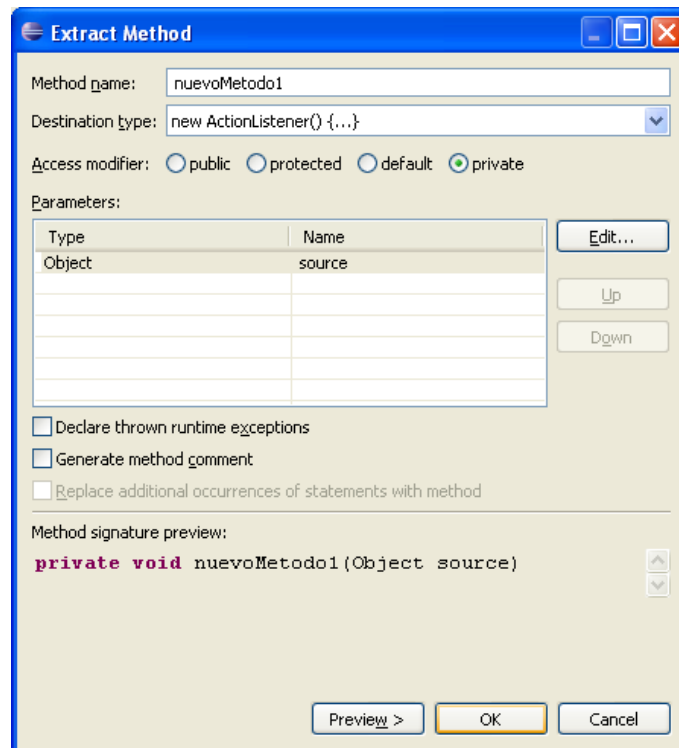 Extract Method
Method name: nuevoMetodo1
Destination type: new ActionListener() {...}
Access modifier: public protected default private
Parameters:
Type Name Edit...
Object source
Up
Down
Declare thrown runtime exceptions
Generate method comment
Replace additional occurrences of statements with method
Method signature preview:
private void nuevoMetodo1(Object source)
Preview > OK Cancel